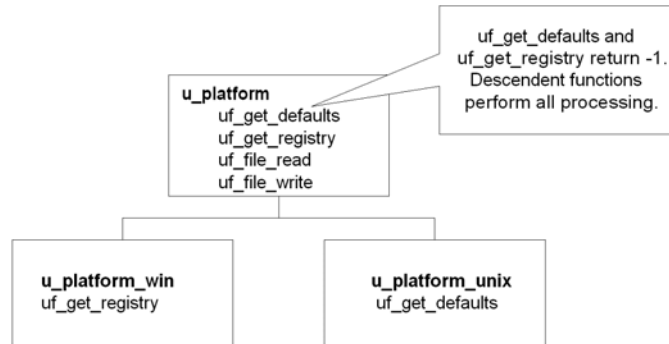 uf_get_defaults and
uf_get_registry return -1.
Descendent functions
perform all processing.
u_platform
uf_get_defaults
uf_get_registry
uf_file_read
uf_file_write
u_platform_win
uf_get_registry
u_platform_unix
uf_get_defaults